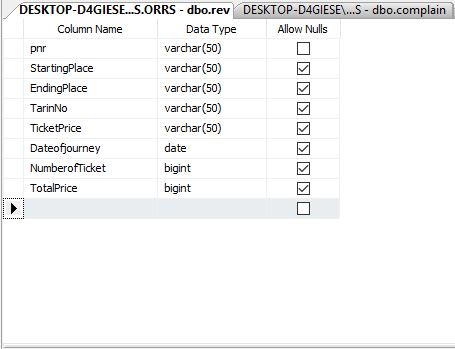 DESKTOP-D4GIESE...S.ORRS - dbo.rev DESKTOP-D4GIESE\...S - dbo.complain
Column Name Data Type Allow Nulls
pnr varchar(50)
StartingPlace varchar(50)
EndingPlace varchar(50)
TarinNo varchar(50)
TicketPrice varchar(50)
Dateofjourney date
NumberofTicket bigint
TotalPrice bigint